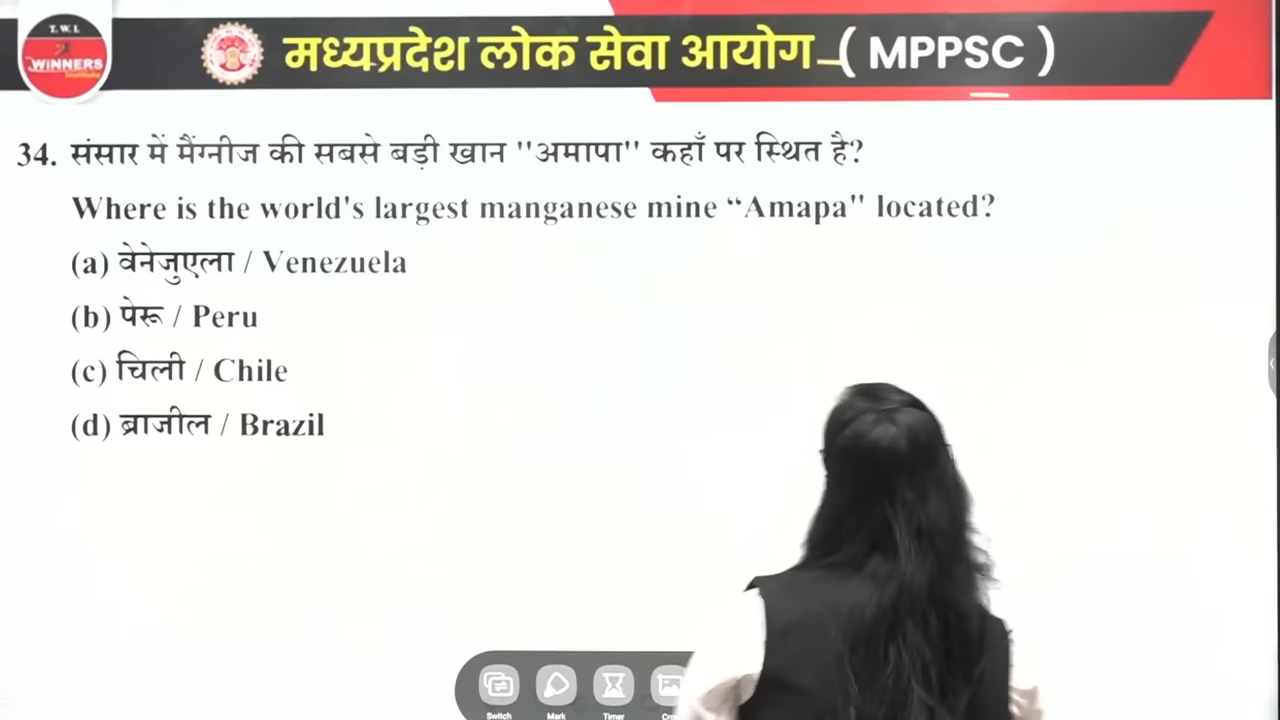 T.W.I.
WINNERS
Institute
मध्यप्रदेश लोक सेवा आयोग ( MPPSC )
34. संसार में मैंग्नीज की सबसे बड़ी खान "अमापा" कहाँ पर स्थित है?
Where is the world's largest manganese mine “Amapa" located?
(a) वेनेजुएला / Venezuela
(b) पेरू / Peru
(c) चिली / Chile
(d) ब्राजील / Brazil
Switch
Mark
Timer